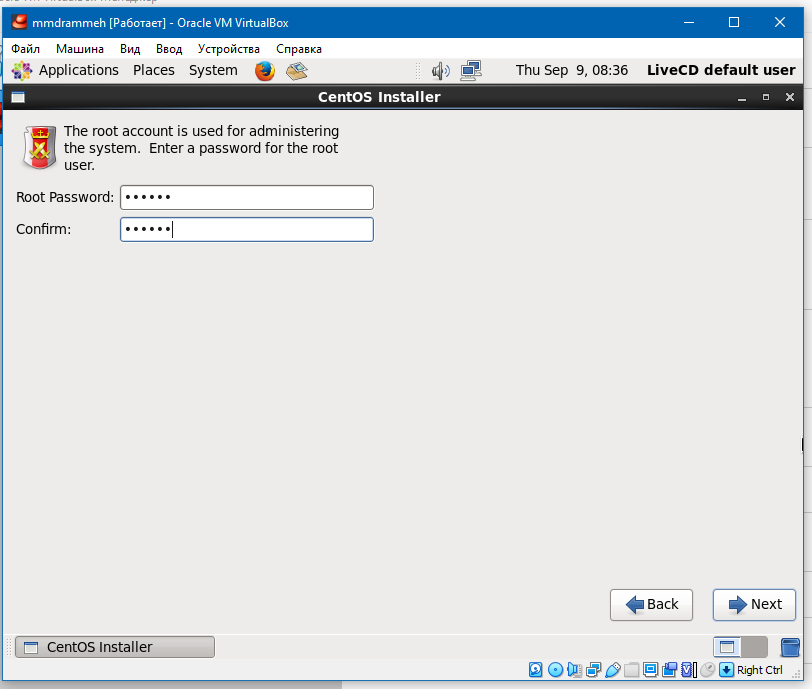 mmdrammeh [Работает] - Oracle VM VirtualBox
Файл Машина Вид Ввод Устройства Справка
Applications Places System Thu Sep 9, 08:36 LiveCD default user
CentOS Installer
The root account is used for administering
the system. Enter a password for the root
user.
Root Password: ••••••
Confirm: ••••••
Back Next
CentOS Installer
Right Ctrl